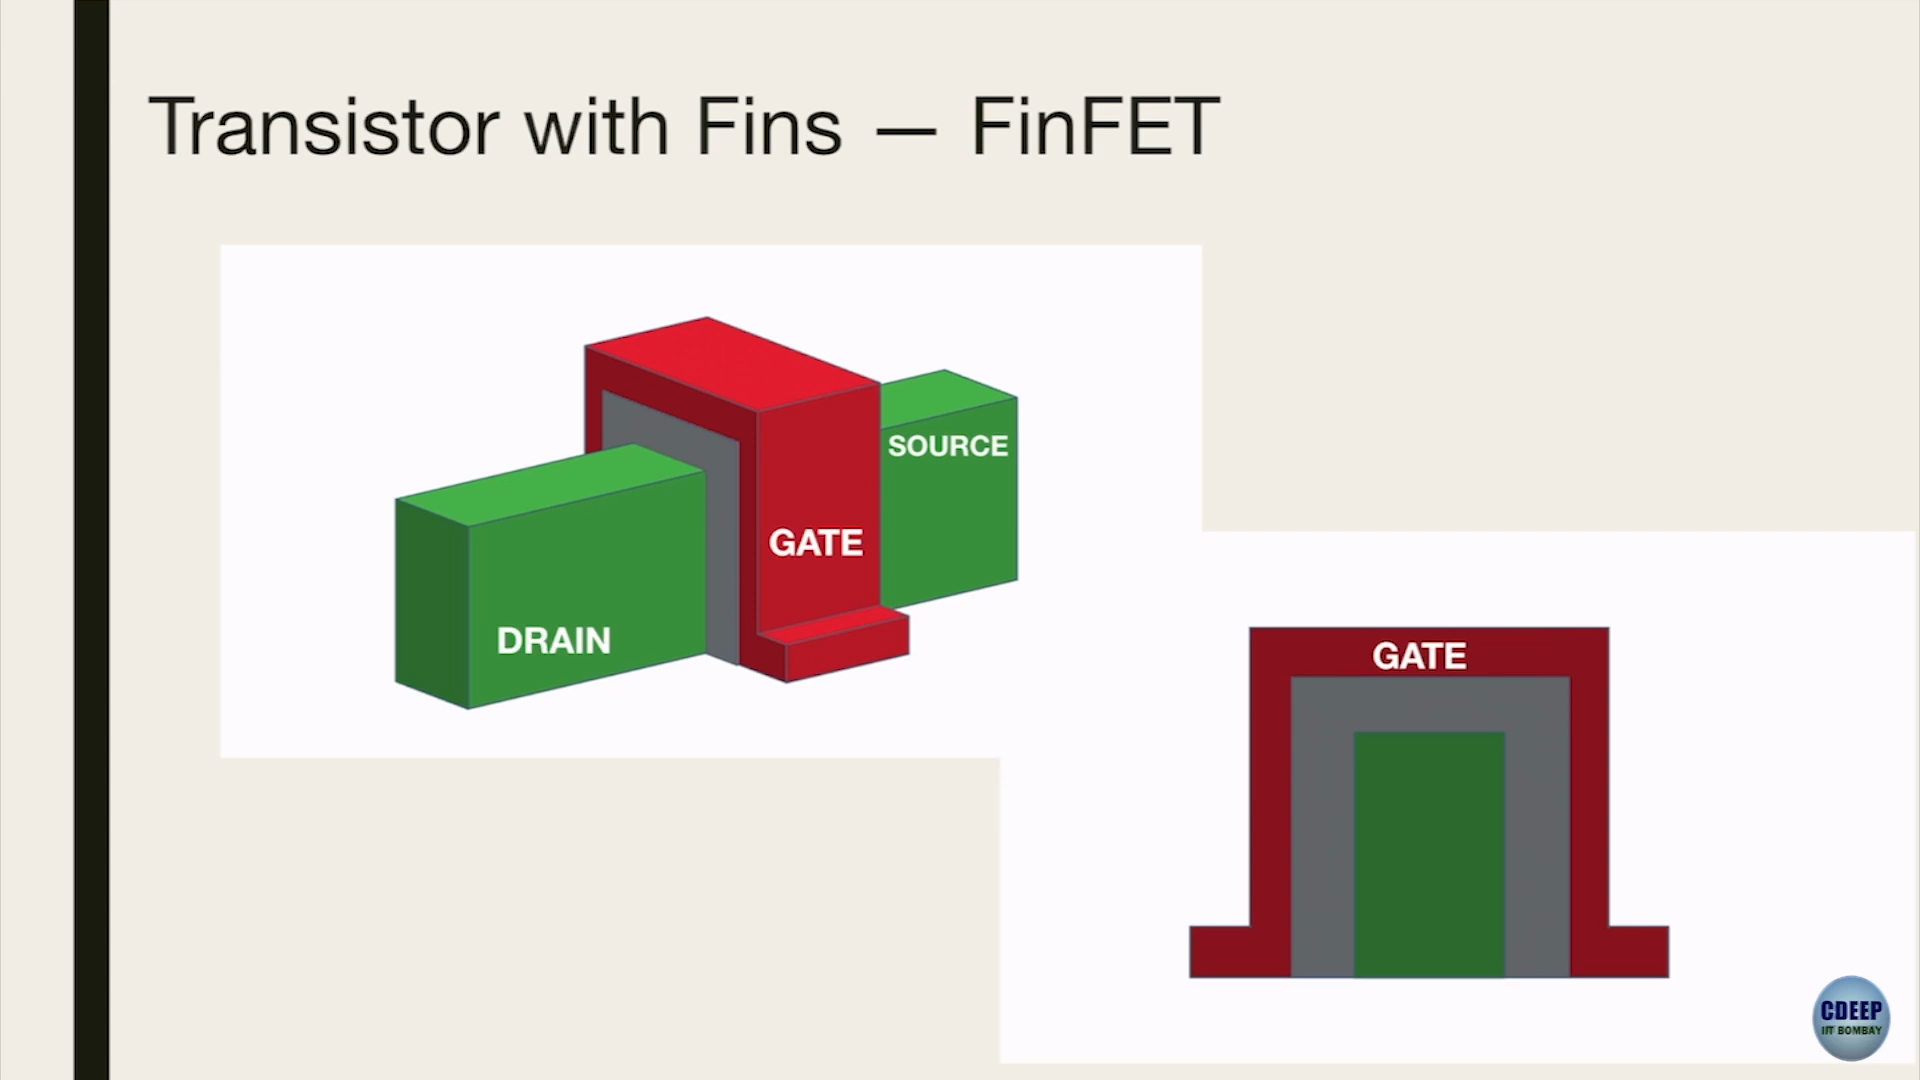 Transistor with Fins — FinFET
SOURCE
GATE
DRAIN
GATE
CDEEP
IIT BOMBAY